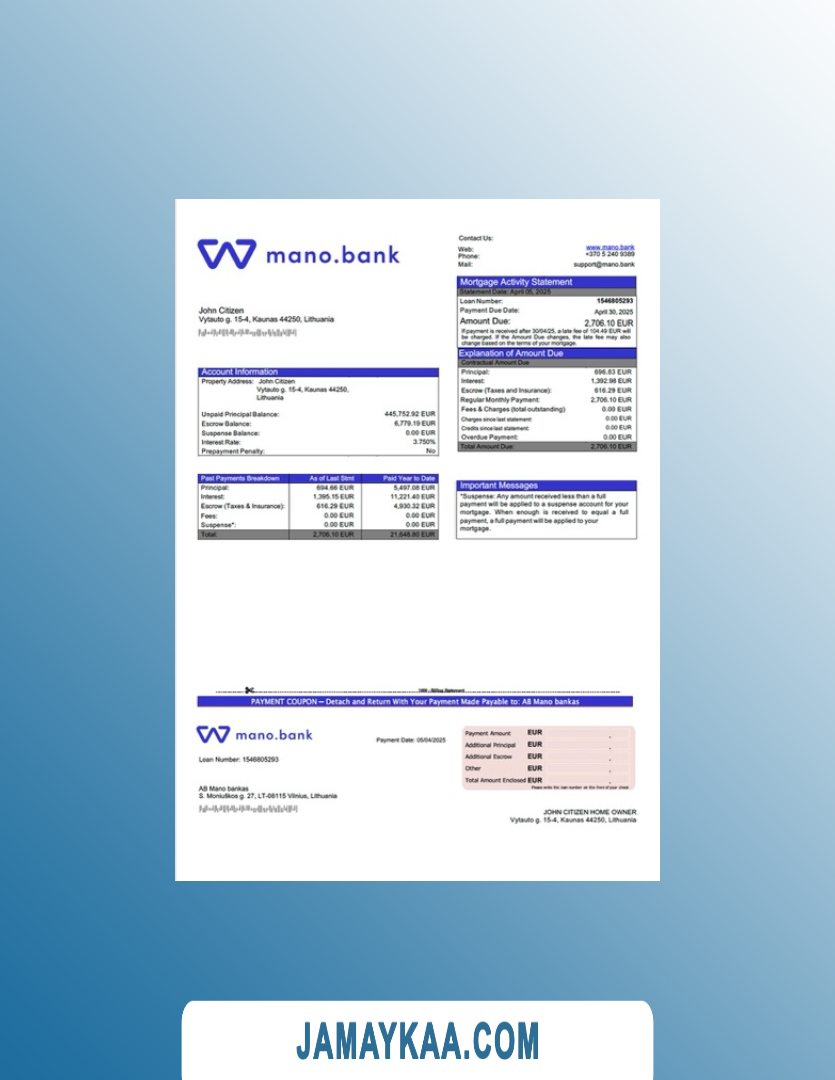 mano.bank
Contact Us:
Web: www.mano.bank
Phone: +370 5 240 9389
Mail: support@mano.bank
Mortgage Activity Statement
Statement Date: April 05, 2025
Loan Number: 1546805293
Payment Due Date: April 30, 2025
Amount Due: 2,706.10 EUR
If payment is received after 30/04/25, a late fee of 104.49 EUR will
be charged. If the Amount Due changes, the late fee may also
change based on the terms of your mortgage.
John Citizen
Vytauto g. 15-4, Kaunas 44250, Lithuania
Explanation of Amount Due
Contractual Amount Due
Principal: 696.83 EUR
Interest: 1,392.98 EUR
Escrow (Taxes and Insurance): 616.29 EUR
Regular Monthly Payment: 2,706.10 EUR
Fees & Charges (total outstanding) 0.00 EUR
Charges since last statement: 0.00 EUR
Credits since last statement: 0.00 EUR
Overdue Payment: 0.00 EUR
Total Amount Due: 2,706.10 EUR
Account Information
Property Address: John Citizen
Vytauto g. 15-4, Kaunas 44250,
Lithuania
Unpaid Principal Balance: 445,752.92 EUR
Escrow Balance: 6,779.19 EUR
Suspense Balance: 0.00 EUR
Interest Rate: 3.750%
Prepayment Penalty: No
Past Payments Breakdown As of Last Stmt Paid Year to Date
Principal: 694.66 EUR 5,497.08 EUR
Interest: 1,395.15 EUR 11,221.40 EUR
Escrow (Taxes & Insurance): 616.29 EUR 4,930.32 EUR
Fees: 0.00 EUR 0.00 EUR
Suspense*: 0.00 EUR 0.00 EUR
Total: 2,706.10 EUR 21,648.80 EUR
Important Messages
*Suspense: Any amount received less than a full
payment will be applied to a suspense account for your
mortgage. When enough is received to equal a full
payment, a full payment will be applied to your
mortgage.
Billing Statement
PAYMENT COUPON – Detach and Return With Your Payment Made Payable to: AB Mano bankas
mano.bank
Payment Date: 05/04/2025
Loan Number: 1546805293
Payment Amount EUR .
Additional Principal EUR .
Additional Escrow EUR .
Other EUR .
Total Amount Enclosed EUR .
Please write the loan number on the front of your check
AB Mano bankas
S. Moniuškos g. 27, LT-08115 Vilnius, Lithuania
JOHN CITIZEN HOME OWNER
Vytauto g. 15-4, Kaunas 44250, Lithuania
JAMAYKAA.COM